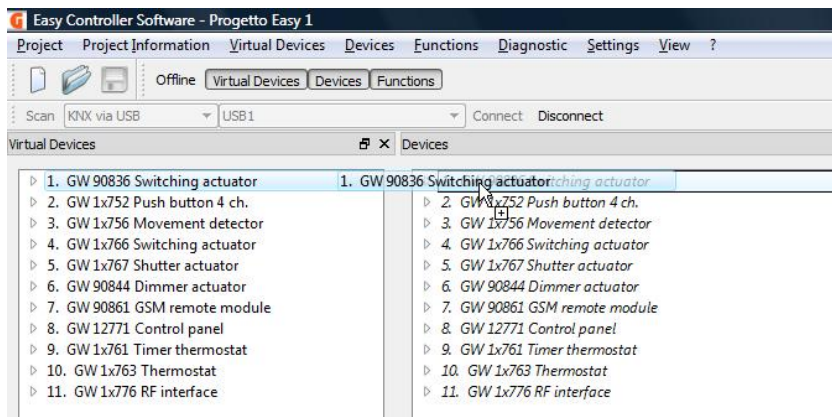 Easy Controller Software - Progetto Easy 1
Project Project Information Virtual Devices Devices Functions Diagnostic Settings View ?
Offline Virtual Devices Devices Functions
Scan KNX via USB USB1 Connect Disconnect
Virtual Devices Devices
1. GW 90836 Switching actuator
1. GW 90836 Switching actuator
2. GW 1x752 Push button 4 ch.
3. GW 1x756 Movement detector
4. GW 1x766 Switching actuator
5. GW 1x767 Shutter actuator
6. GW 90844 Dimmer actuator
7. GW 90861 GSM remote module
8. GW 12771 Control panel
9. GW 1x761 Timer thermostat
10. GW 1x763 Thermostat
11. GW 1x776 RF interface
switching actuator
2. GW 1x752 Push button 4 ch.
3. GW 1x756 Movement detector
4. GW 1x766 Switching actuator
5. GW 1x767 Shutter actuator
6. GW 90844 Dimmer actuator
7. GW 90861 GSM remote module
8. GW 12771 Control panel
9. GW 1x761 Timer thermostat
10. GW 1x763 Thermostat
11. GW 1x776 RF interface